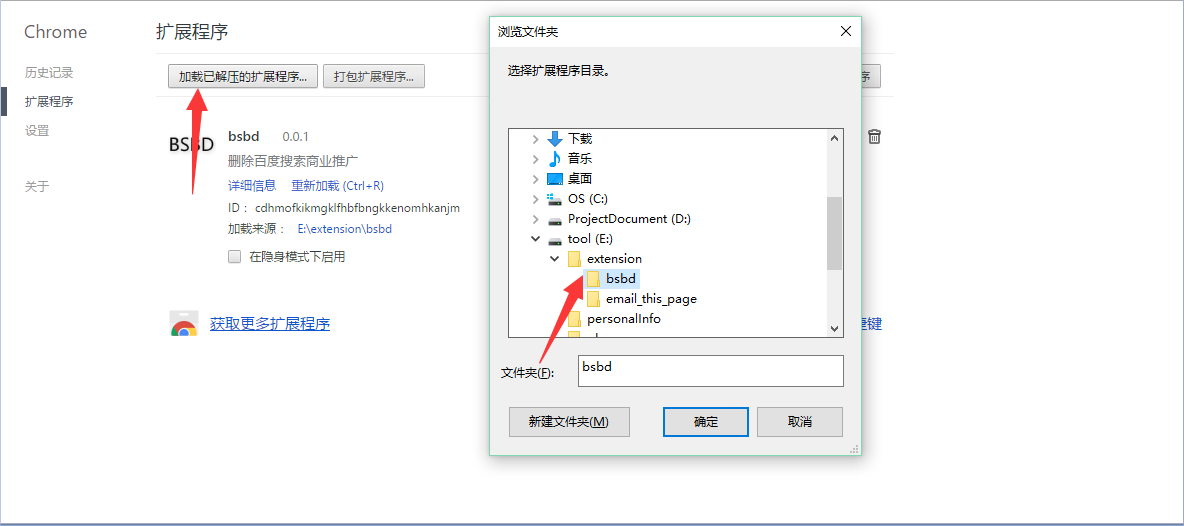 Chrome
历史记录
扩展程序
设置
关于
扩展程序
加载已解压的扩展程序...
打包扩展程序...
序
BSBD
bsbd 0.0.1
删除百度搜索商业推广
详细信息 重新加载 (Ctrl+R)
ID： cdhmofkikmgklfhbfbngkkenomhkanjm
加载来源： E:\extension\bsbd
在隐身模式下启用
获取更多扩展程序
捷键
浏览文件夹
选择扩展程序目录。
下载
音乐
桌面
OS (C:)
ProjectDocument (D:)
tool (E:)
extension
bsbd
email_this_page
personalInfo
文件夹(F): bsbd
新建文件夹(M)
确定
取消